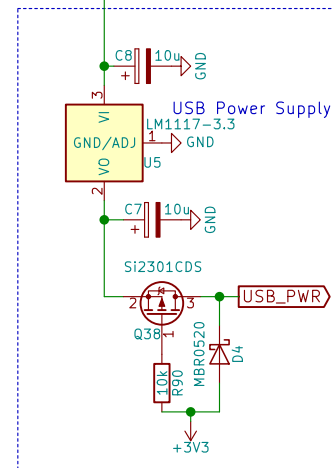 C8
10u
+
GND
3
USB Power Supply
VI
LM1117-3.3
GND/ADJ
1
GND
VO
U5
2
C7
10u
+
GND
Si2301CDS
2
3
USB_PWR
Q38
1
MBR0520
D4
10k
R90
+3V3